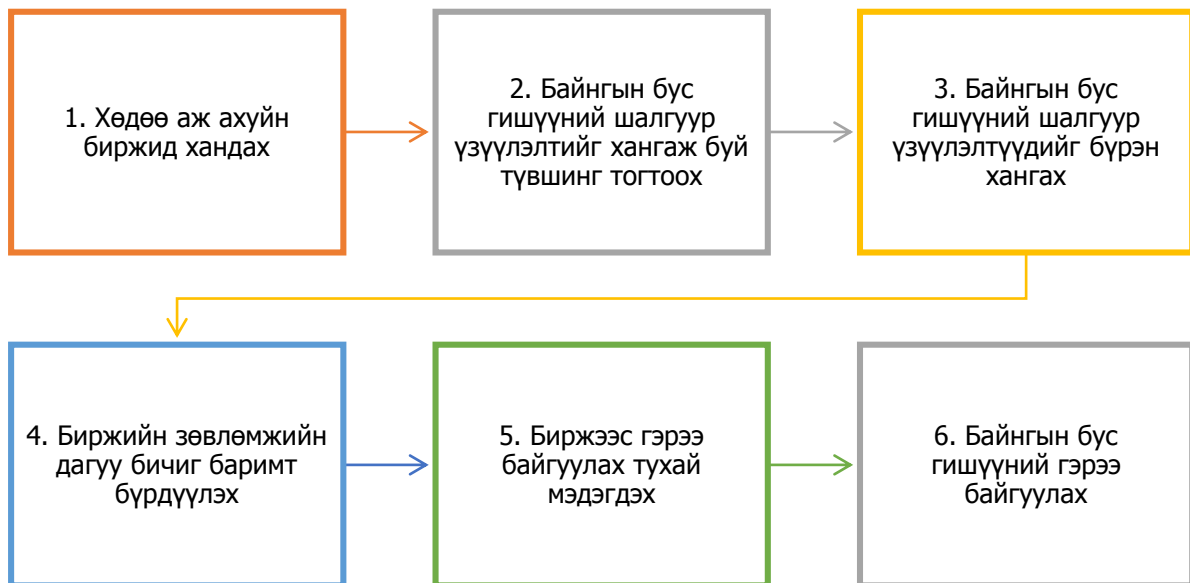 1. Хөдөө аж ахуйн
биржид хандах
2. Байнгын бус
гишүүний шалгуур
үзүүлэлтийг хангаж буй
түвшинг тогтоох
3. Байнгын бус
гишүүний шалгуур
үзүүлэлтүүдийг бүрэн
хангах
4. Биржийн зөвлөмжийн
дагуу бичиг баримт
бүрдүүлэх
5. Биржээс гэрээ
байгуулах тухай
мэдэгдэх
6. Байнгын бус
гишүүний гэрээ
байгуулах